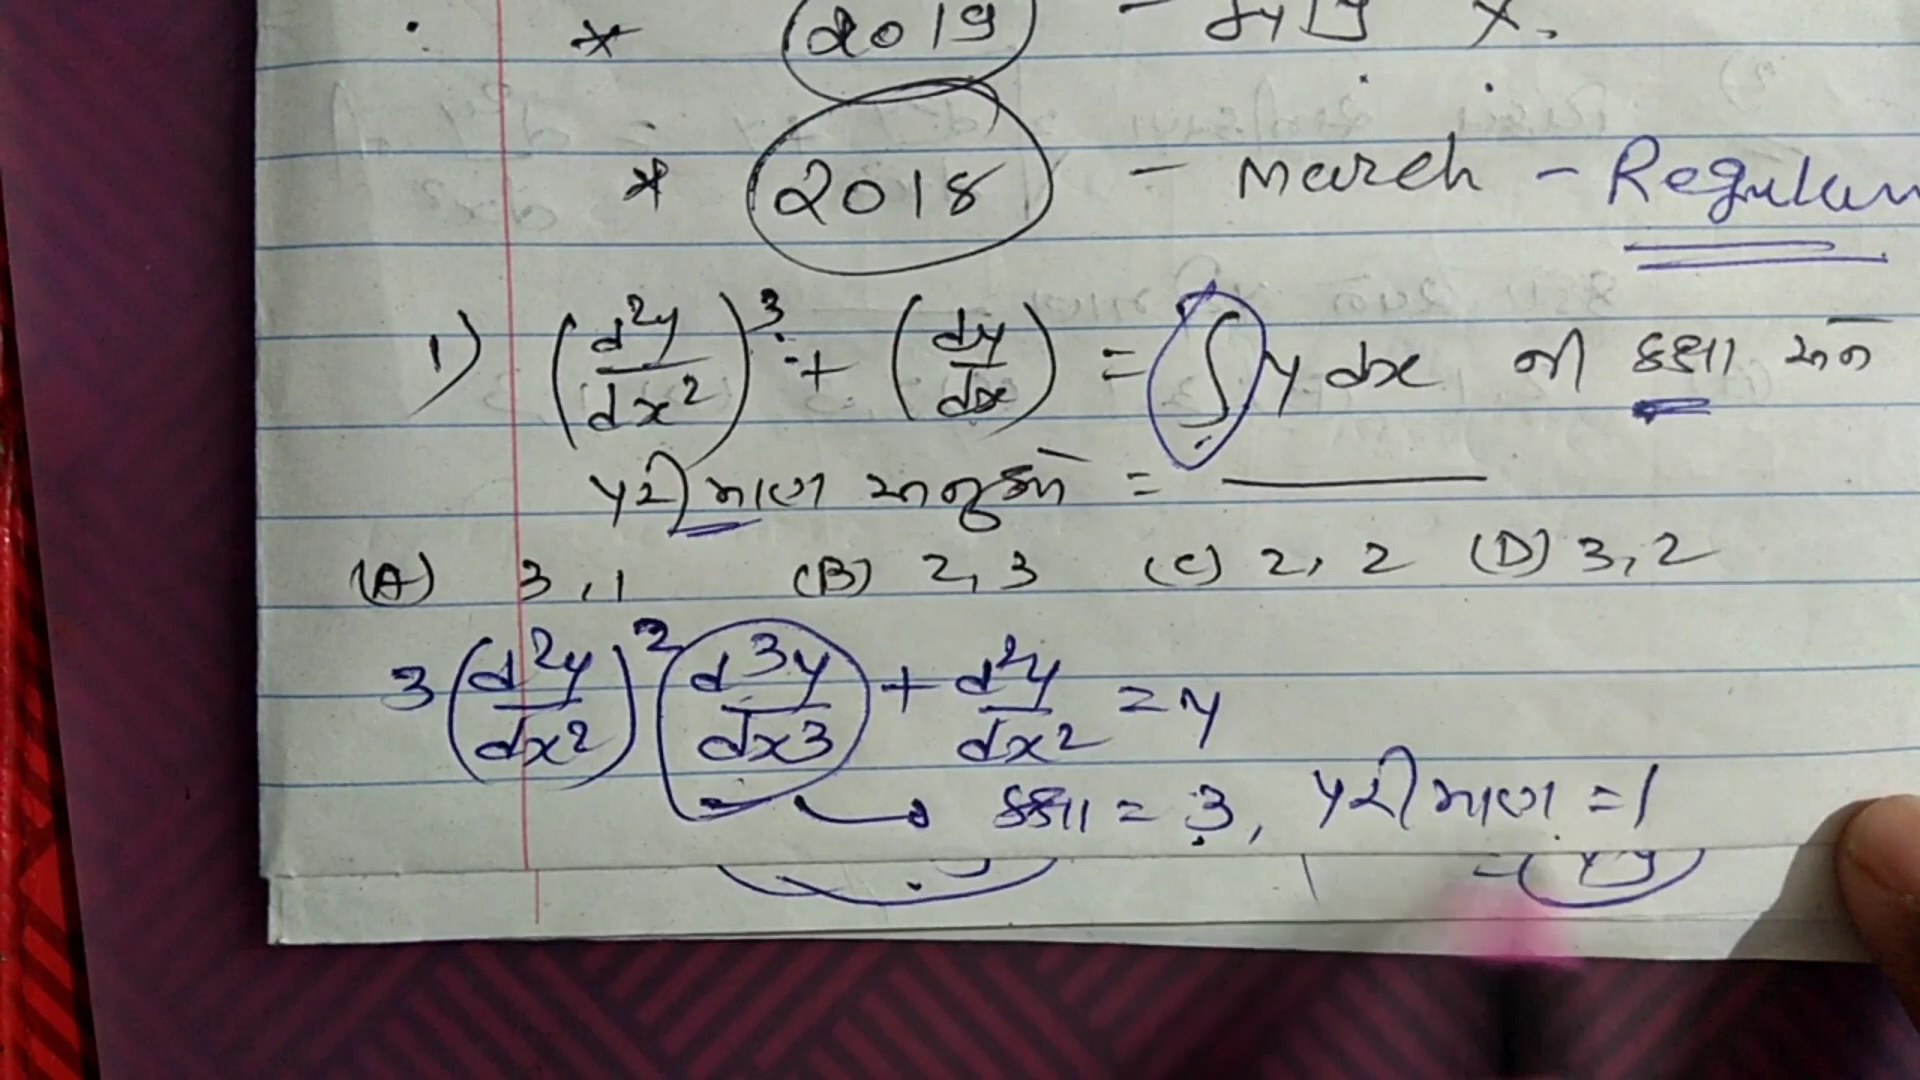 * 2019 - જુલાઈ X.
* 2018 - March - Regular
1) (d²y/dx²)³ + (dy/dx) = ∫ y dx ની કક્ષા અને
પરીમાણ અનુક્રમે = ______
(A) 3, 1 (B) 2, 3 (C) 2, 2 (D) 3, 2
3 (d²y/dx²)² d³y/dx3 + d²y/dx² = y
કક્ષા = 3, પરીમાણ = 1